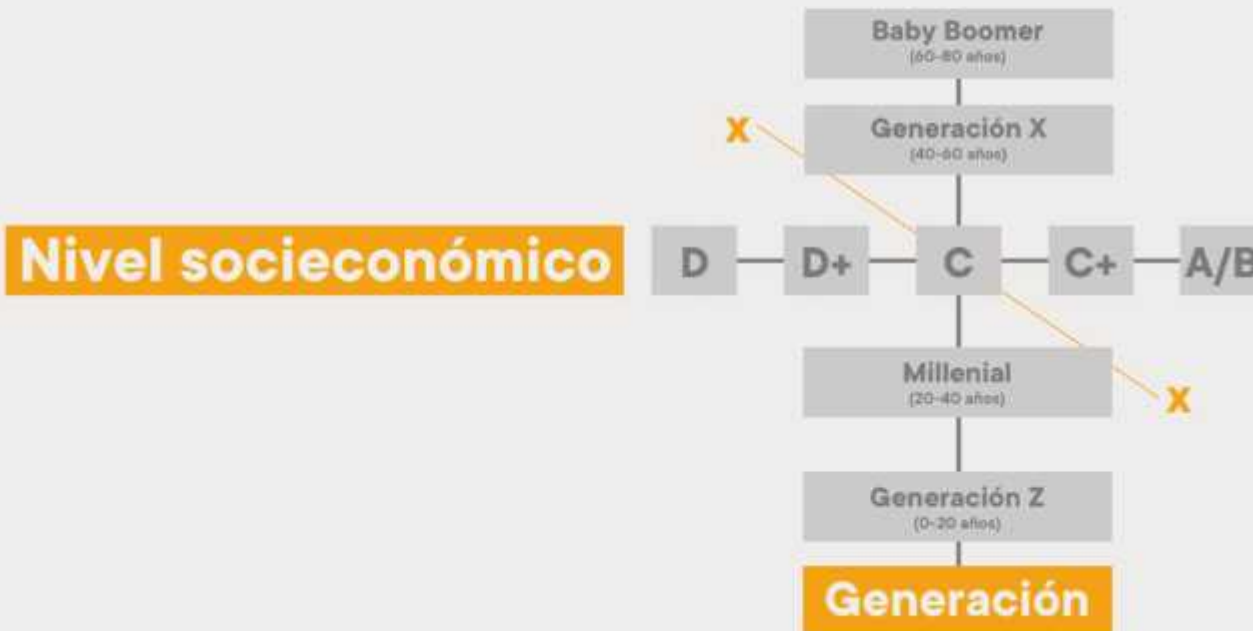 Baby Boomer
(60-80 años)
X
Generación X
(40-60 años)
Nivel socieconómico
D
D+
C
C+
A/B
Millenial
(20-40 años)
X
Generación Z
(0-20 años)
Generación